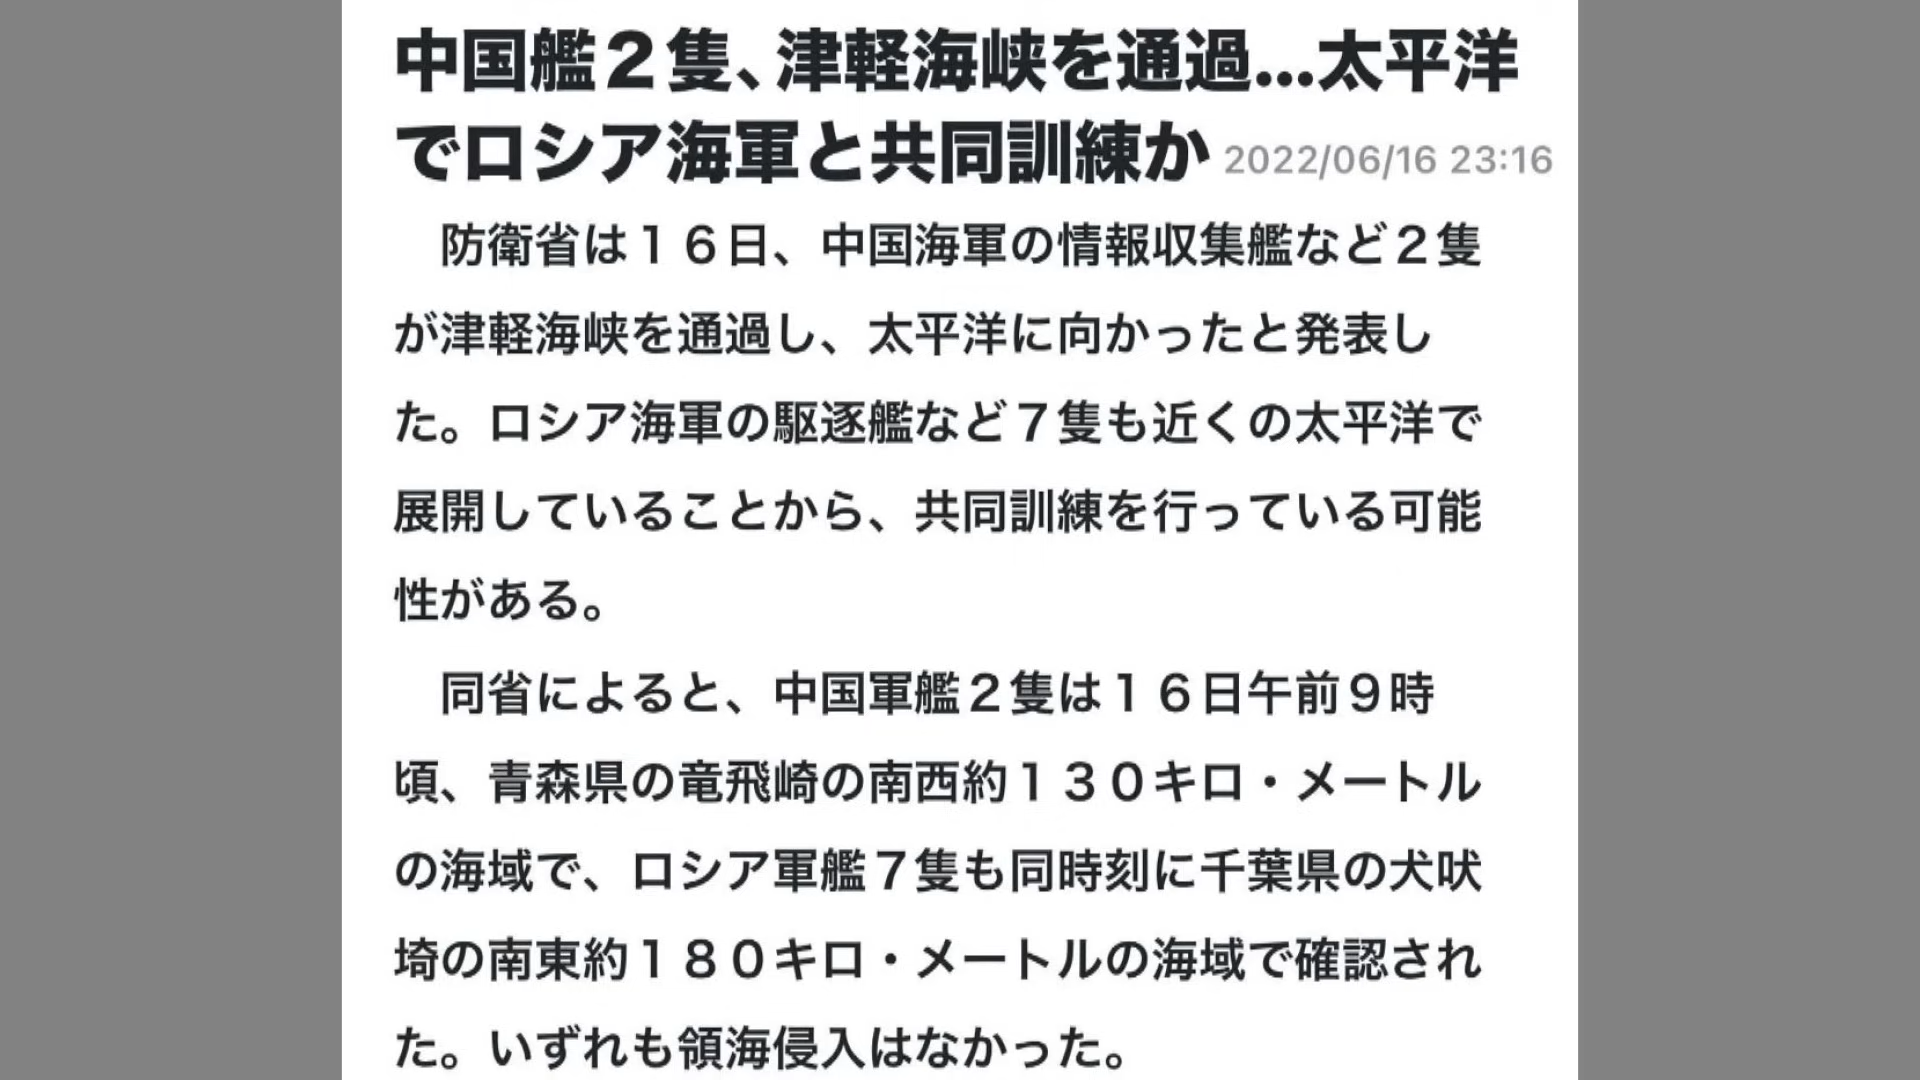 中国艦２隻、津軽海峡を通過…太平洋
でロシア海軍と共同訓練か 2022/06/16 23:16
　防衛省は１６日、中国海軍の情報収集艦など２隻
が津軽海峡を通過し、太平洋に向かったと発表し
た。ロシア海軍の駆逐艦など７隻も近くの太平洋で
展開していることから、共同訓練を行っている可能
性がある。
　同省によると、中国軍艦２隻は１６日午前９時
頃、青森県の竜飛崎の南西約１３０キロ・メートル
の海域で、ロシア軍艦７隻も同時刻に千葉県の犬吠
埼の南東約１８０キロ・メートルの海域で確認され
た。いずれも領海侵入はなかった。